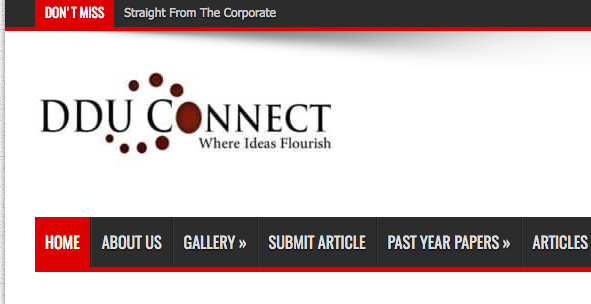 DON'T MISS Straight From The Corporate
DDU CONNECT
Where Ideas Flourish
HOME ABOUT US GALLERY » SUBMIT ARTICLE PAST YEAR PAPERS » ARTICLES